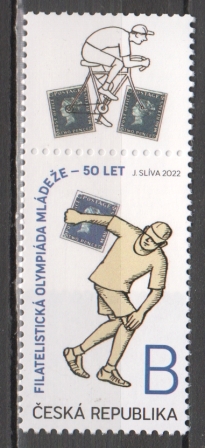 FILATELISTICKÁ OLYMPIÁDA MLÁDEŽE – 50 LET
J. SLÍVA 2022
B
ČESKÁ REPUBLIKA